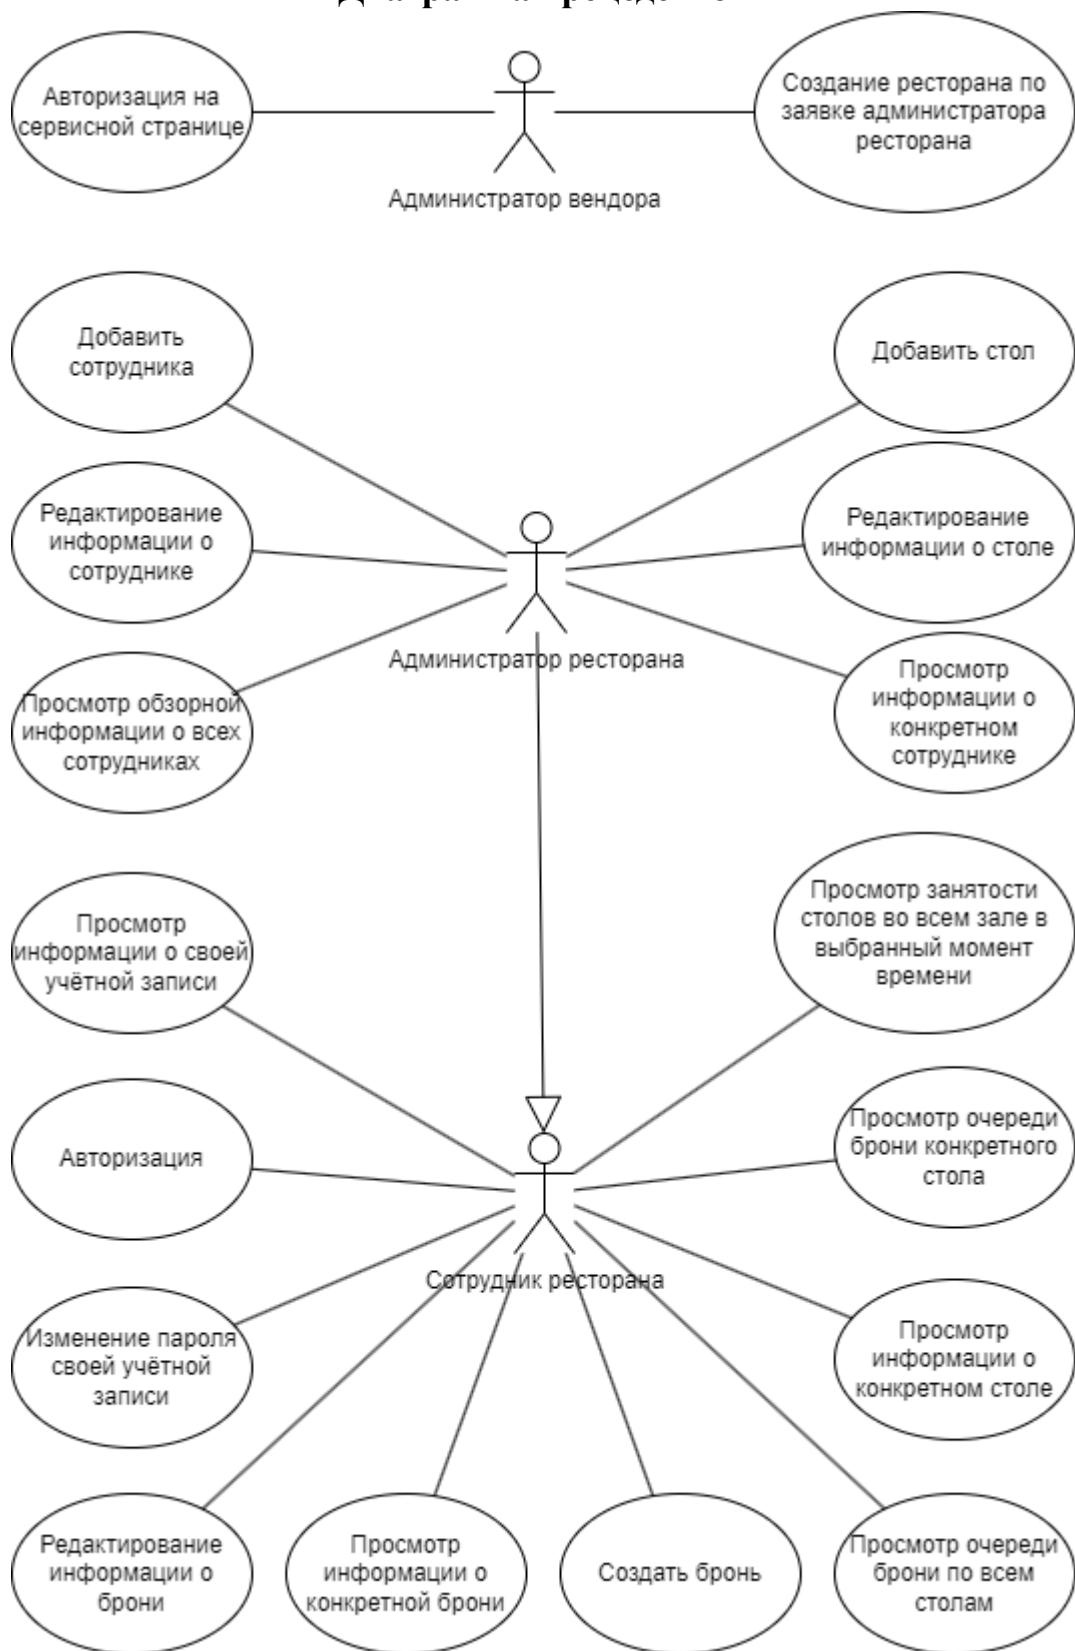 Авторизация на
сервисной странице
Создание ресторана по
заявке администратора
ресторана
Администратор вендора
Добавить
сотрудника
Добавить стол
Редактирование
информации о
сотруднике
Редактирование
информации о столе
Администратор ресторана
Просмотр обзорной
информации о всех
сотрудниках
Просмотр
информации о
конкретном
сотруднике
Просмотр
информации о своей
учётной записи
Просмотр занятости
столов во всем зале в
выбранный момент
времени
Авторизация
Просмотр очереди
брони конкретного
стола
Сотрудник ресторана
Изменение пароля
своей учётной
записи
Просмотр
информации о
конкретном столе
Редактирование
информации о
брони
Просмотр
информации о
конкретной брони
Создать бронь
Просмотр очереди
брони по всем
столам